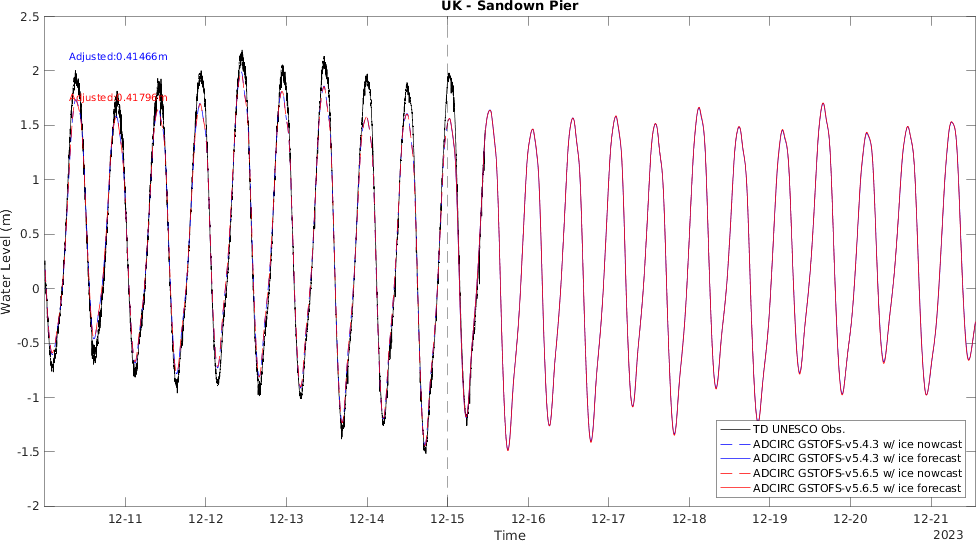 UK - Sandown Pier
2.5
2
1.5
1
0.5
0
-0.5
-1
-1.5
-2
Water Level (m)
Adjusted:0.41466m
Adjusted:0.41796m
TD UNESCO Obs.
ADCIRC GSTOFS-v5.4.3 w/ ice nowcast
ADCIRC GSTOFS-v5.4.3 w/ ice forecast
ADCIRC GSTOFS-v5.6.5 w/ ice nowcast
ADCIRC GSTOFS-v5.6.5 w/ ice forecast
12-11 12-12 12-13 12-14 12-15 12-16 12-17 12-18 12-19 12-20 12-21
2023
Time